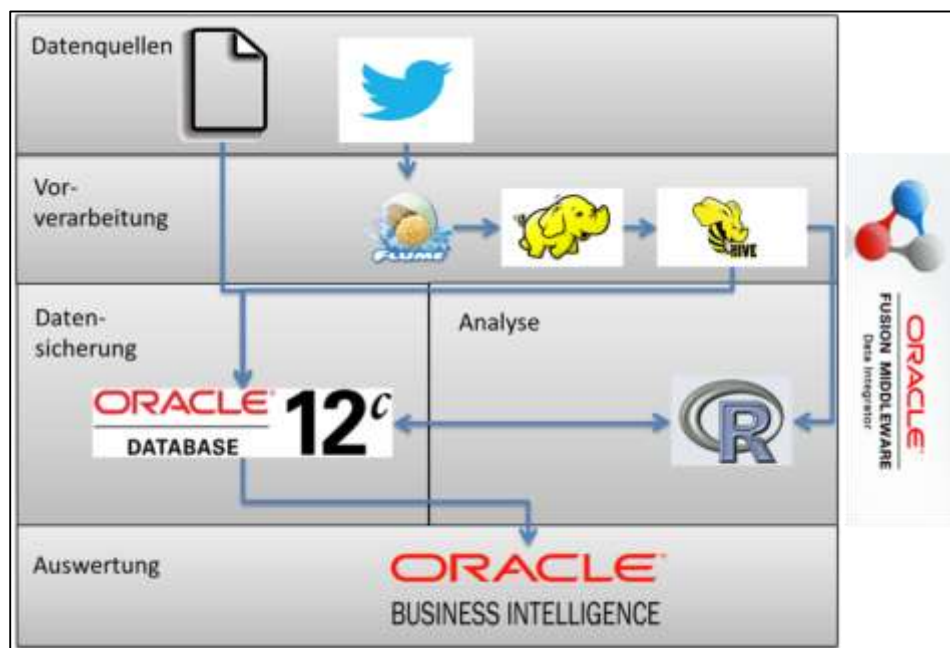 Datenquellen
Vor-
verarbeitung
FLUME
HIVE
Daten-
sicherung
Analyse
ORACLE
DATABASE
12c
R
Auswertung
ORACLE
BUSINESS INTELLIGENCE
ORACLE
FUSION MIDDLEWARE
Data Integrator